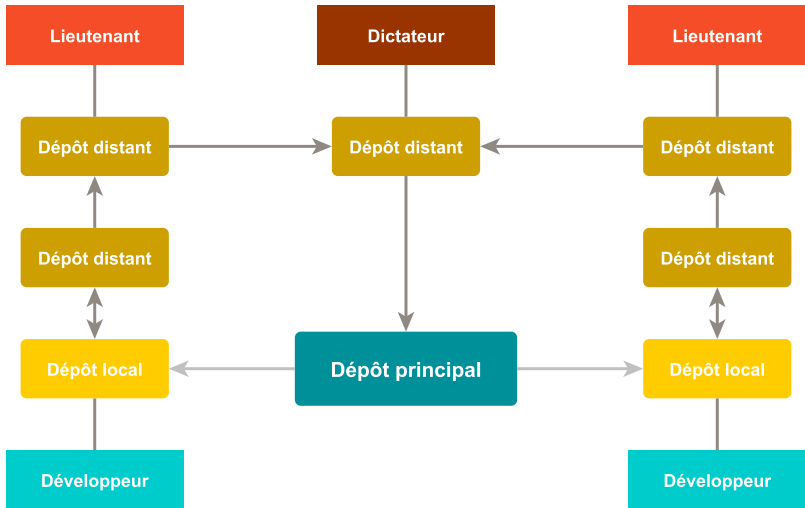 Lieutenant
Dictateur
Lieutenant
Dépôt distant
Dépôt distant
Dépôt distant
Dépôt distant
Dépôt distant
Dépôt local
Dépôt principal
Dépôt local
Développeur
Développeur